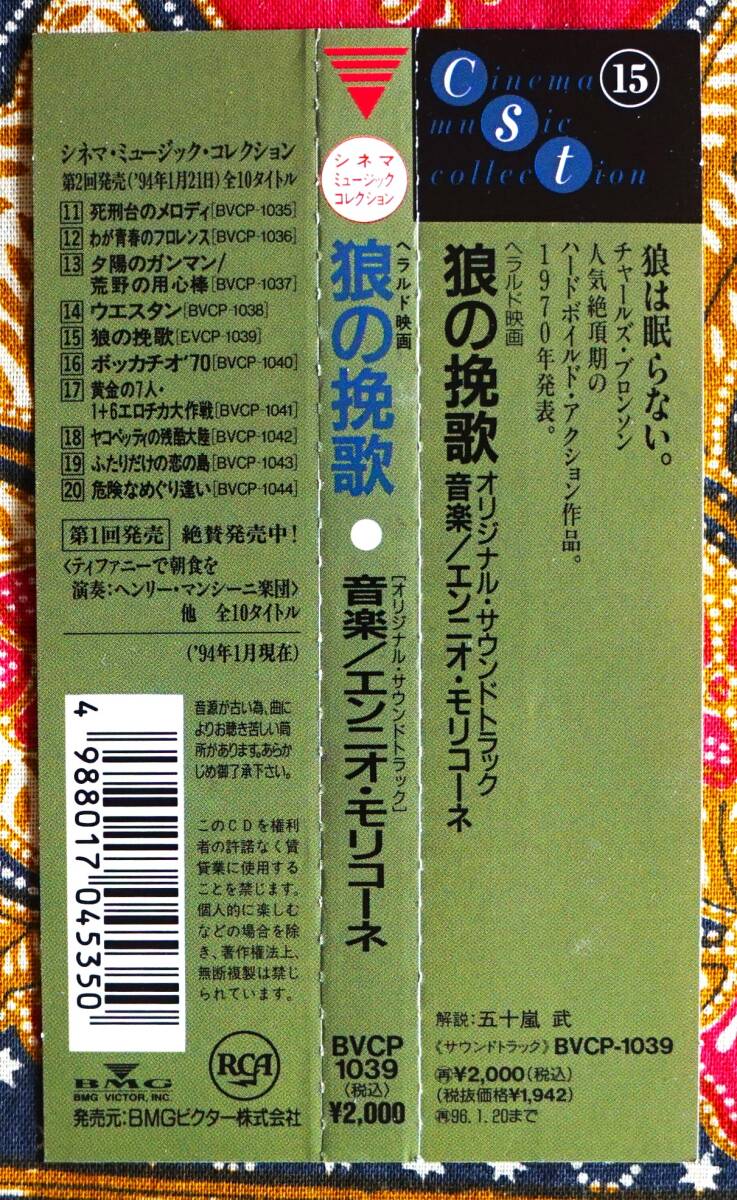 Cinema
music
collection
15
狼は眠らない。
チャールズ・ブロンソン
人気絶頂期の
ハードボイルド・アクション作品。
1970年発表。
ヘラルド映画
狼の挽歌
オリジナル・サウンドトラック
音楽/エンニオ・モリコーネ
解説:五十嵐 武
《サウンドトラック》BVCP-1039
再¥2,000(税込)
(税抜価格¥1,942)
再96.1.20まで
シネマ
ミュージック
コレクション
ヘラルド映画
狼の挽歌
[オリジナル・サウンドトラック]
音楽/エンニオ・モリコーネ
BVCP
1039
〈税込〉
¥2,000
シネマ・ミュージック・コレクション
第2回発売('94年1月21日)全10タイトル
11 死刑台のメロディ[BVCP-1035]
12 わが青春のフロレンス[BVCP-1036]
13 夕陽のガンマン/
荒野の用心棒[BVCP-1037]
14 ウエスタン[BVCP-1038]
15 狼の挽歌[EVCP-1039]
16 ボッカチオ'70[BVCP-1040]
17 黄金の7人・
1+6エロチカ大作戦[BVCP-1041]
18 ヤコペッティの残酷大陸[BVCP-1042]
19 ふたりだけの恋の島[BVCP-1043]
20 危険なめぐり逢い[BVCP-1044]
第1回発売 絶賛発売中!
〈ティファニーで朝食を
演奏:ヘンリー・マンシーニ楽団〉
他 全10タイトル
('94年1月現在)
音源が古い為、曲に
よりお聴き苦しい箇
所があります。あらか
じめ御了承下さい。
このCDを権利
者の許諾なく賃
貸業に使用する
ことを禁じます。
個人的に楽しむ
などの場合を除
き、著作権法上、
無断複製は禁じ
られています。
4 988017 045350
BMG
BMG VICTOR, INC.
RCA
発売元:BMGビクター株式会社